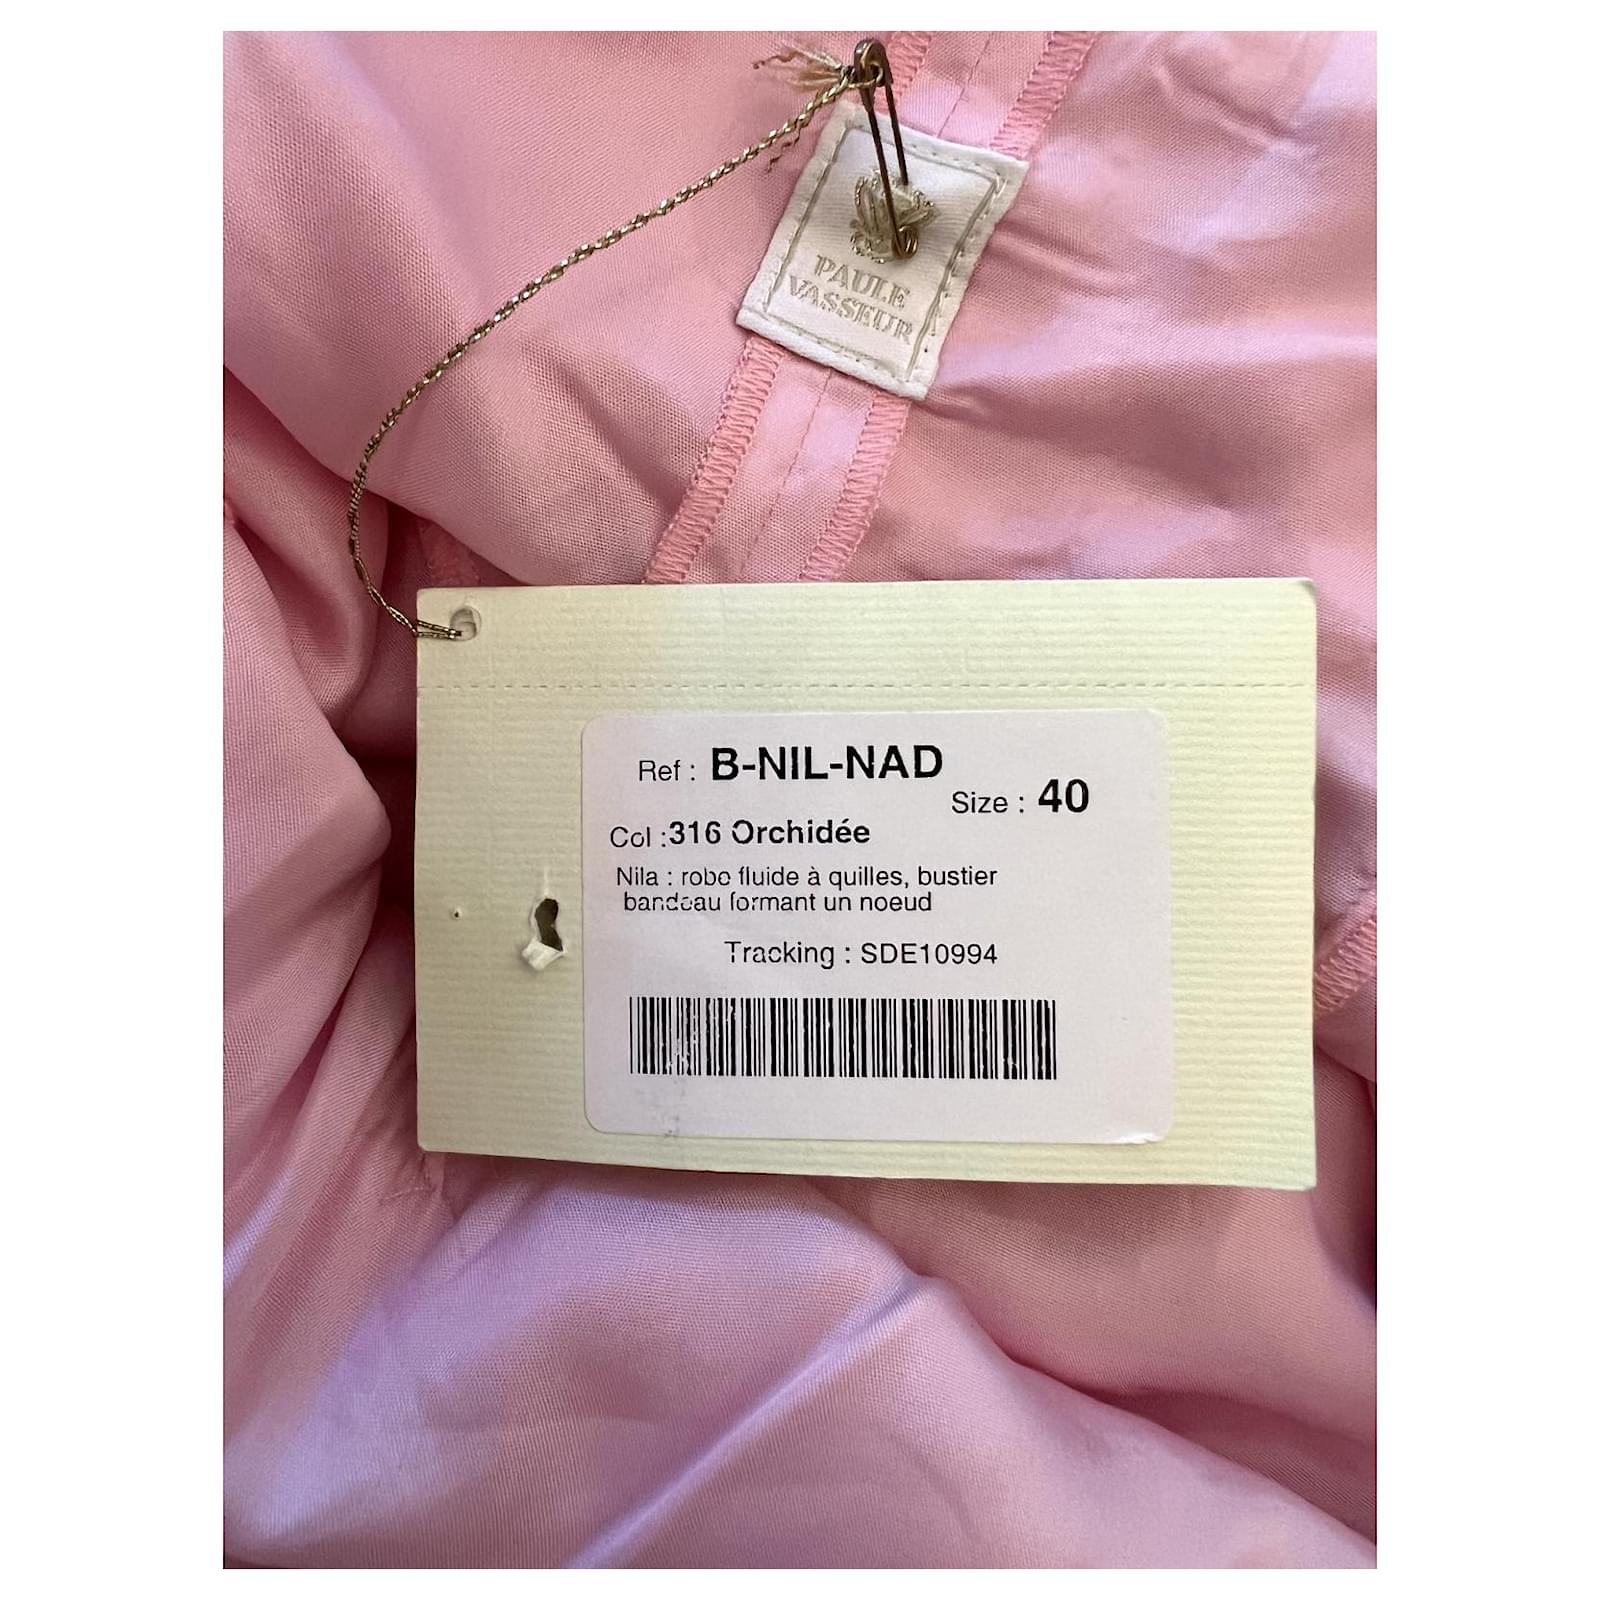 PAULE
VASSEUR
Ref : B-NIL-NAD
Size : 40
Col :316 Orchidée
Nila : robe fluide à quilles, bustier
bandeau formant un noeud
Tracking : SDE10994